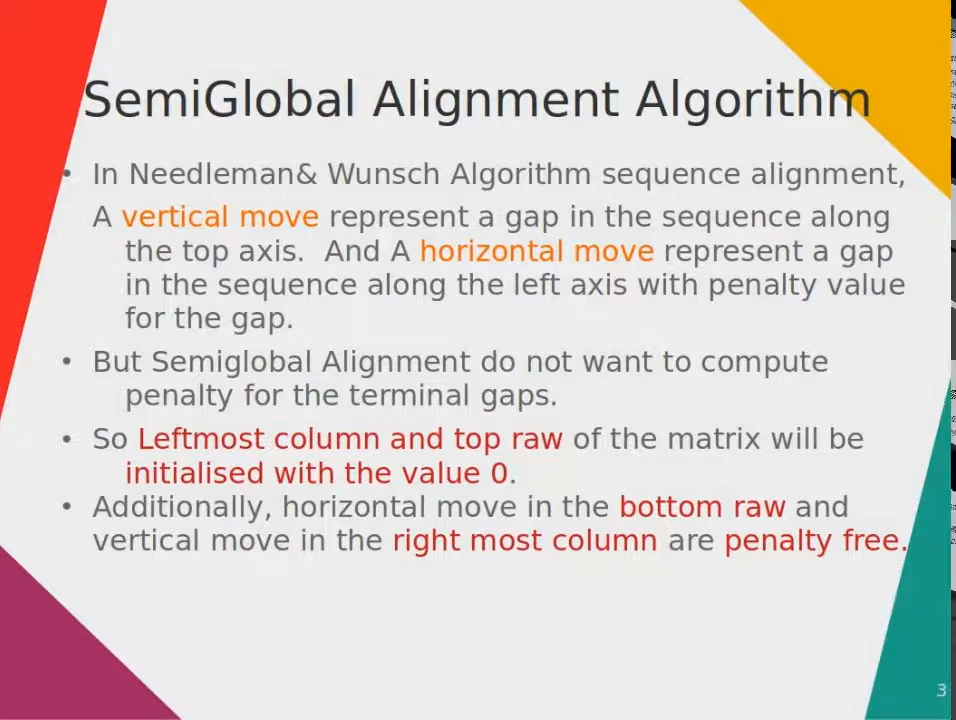 SemiGlobal Alignment Algorithm
• In Needleman& Wunsch Algorithm sequence alignment,
A vertical move represent a gap in the sequence along
the top axis.  And A horizontal move represent a gap
in the sequence along the left axis with penalty value
for the gap.
• But Semiglobal Alignment do not want to compute
penalty for the terminal gaps.
• So Leftmost column and top raw of the matrix will be
initialised with the value 0.
• Additionally, horizontal move in the bottom raw and
vertical move in the right most column are penalty free.
3